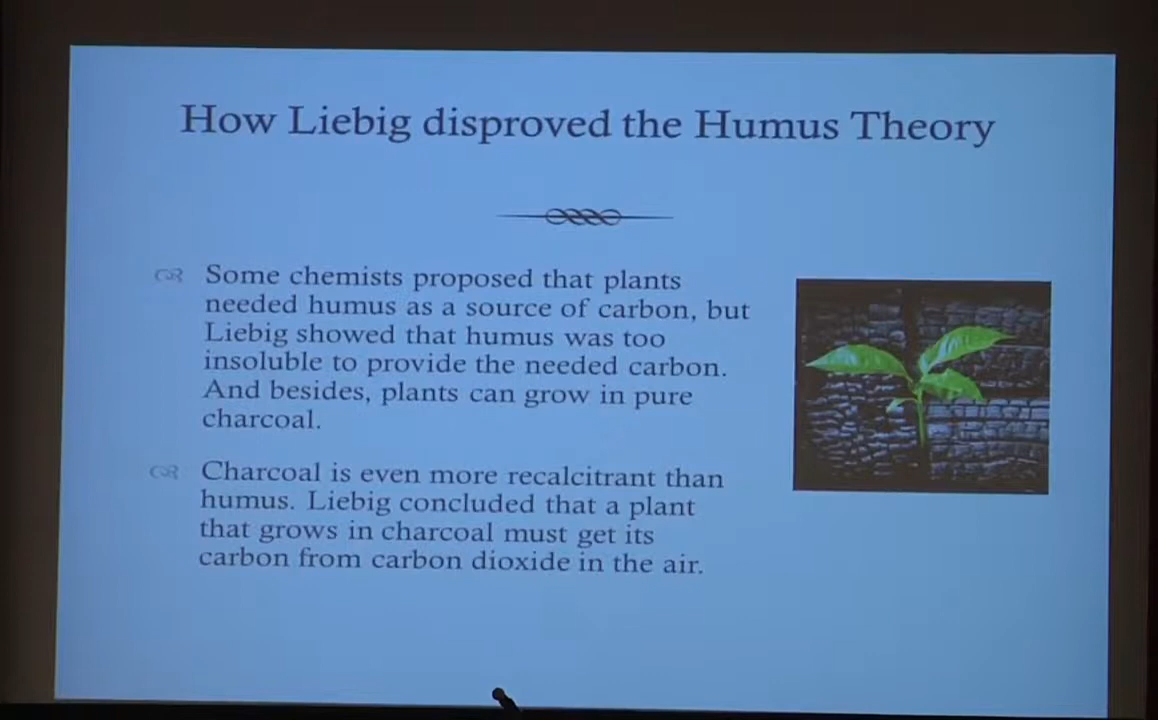 How Liebig disproved the Humus Theory
Some chemists proposed that plants
needed humus as a source of carbon, but
Liebig showed that humus was too
insoluble to provide the needed carbon.
And besides, plants can grow in pure
charcoal.
Charcoal is even more recalcitrant than
humus. Liebig concluded that a plant
that grows in charcoal must get its
carbon from carbon dioxide in the air.